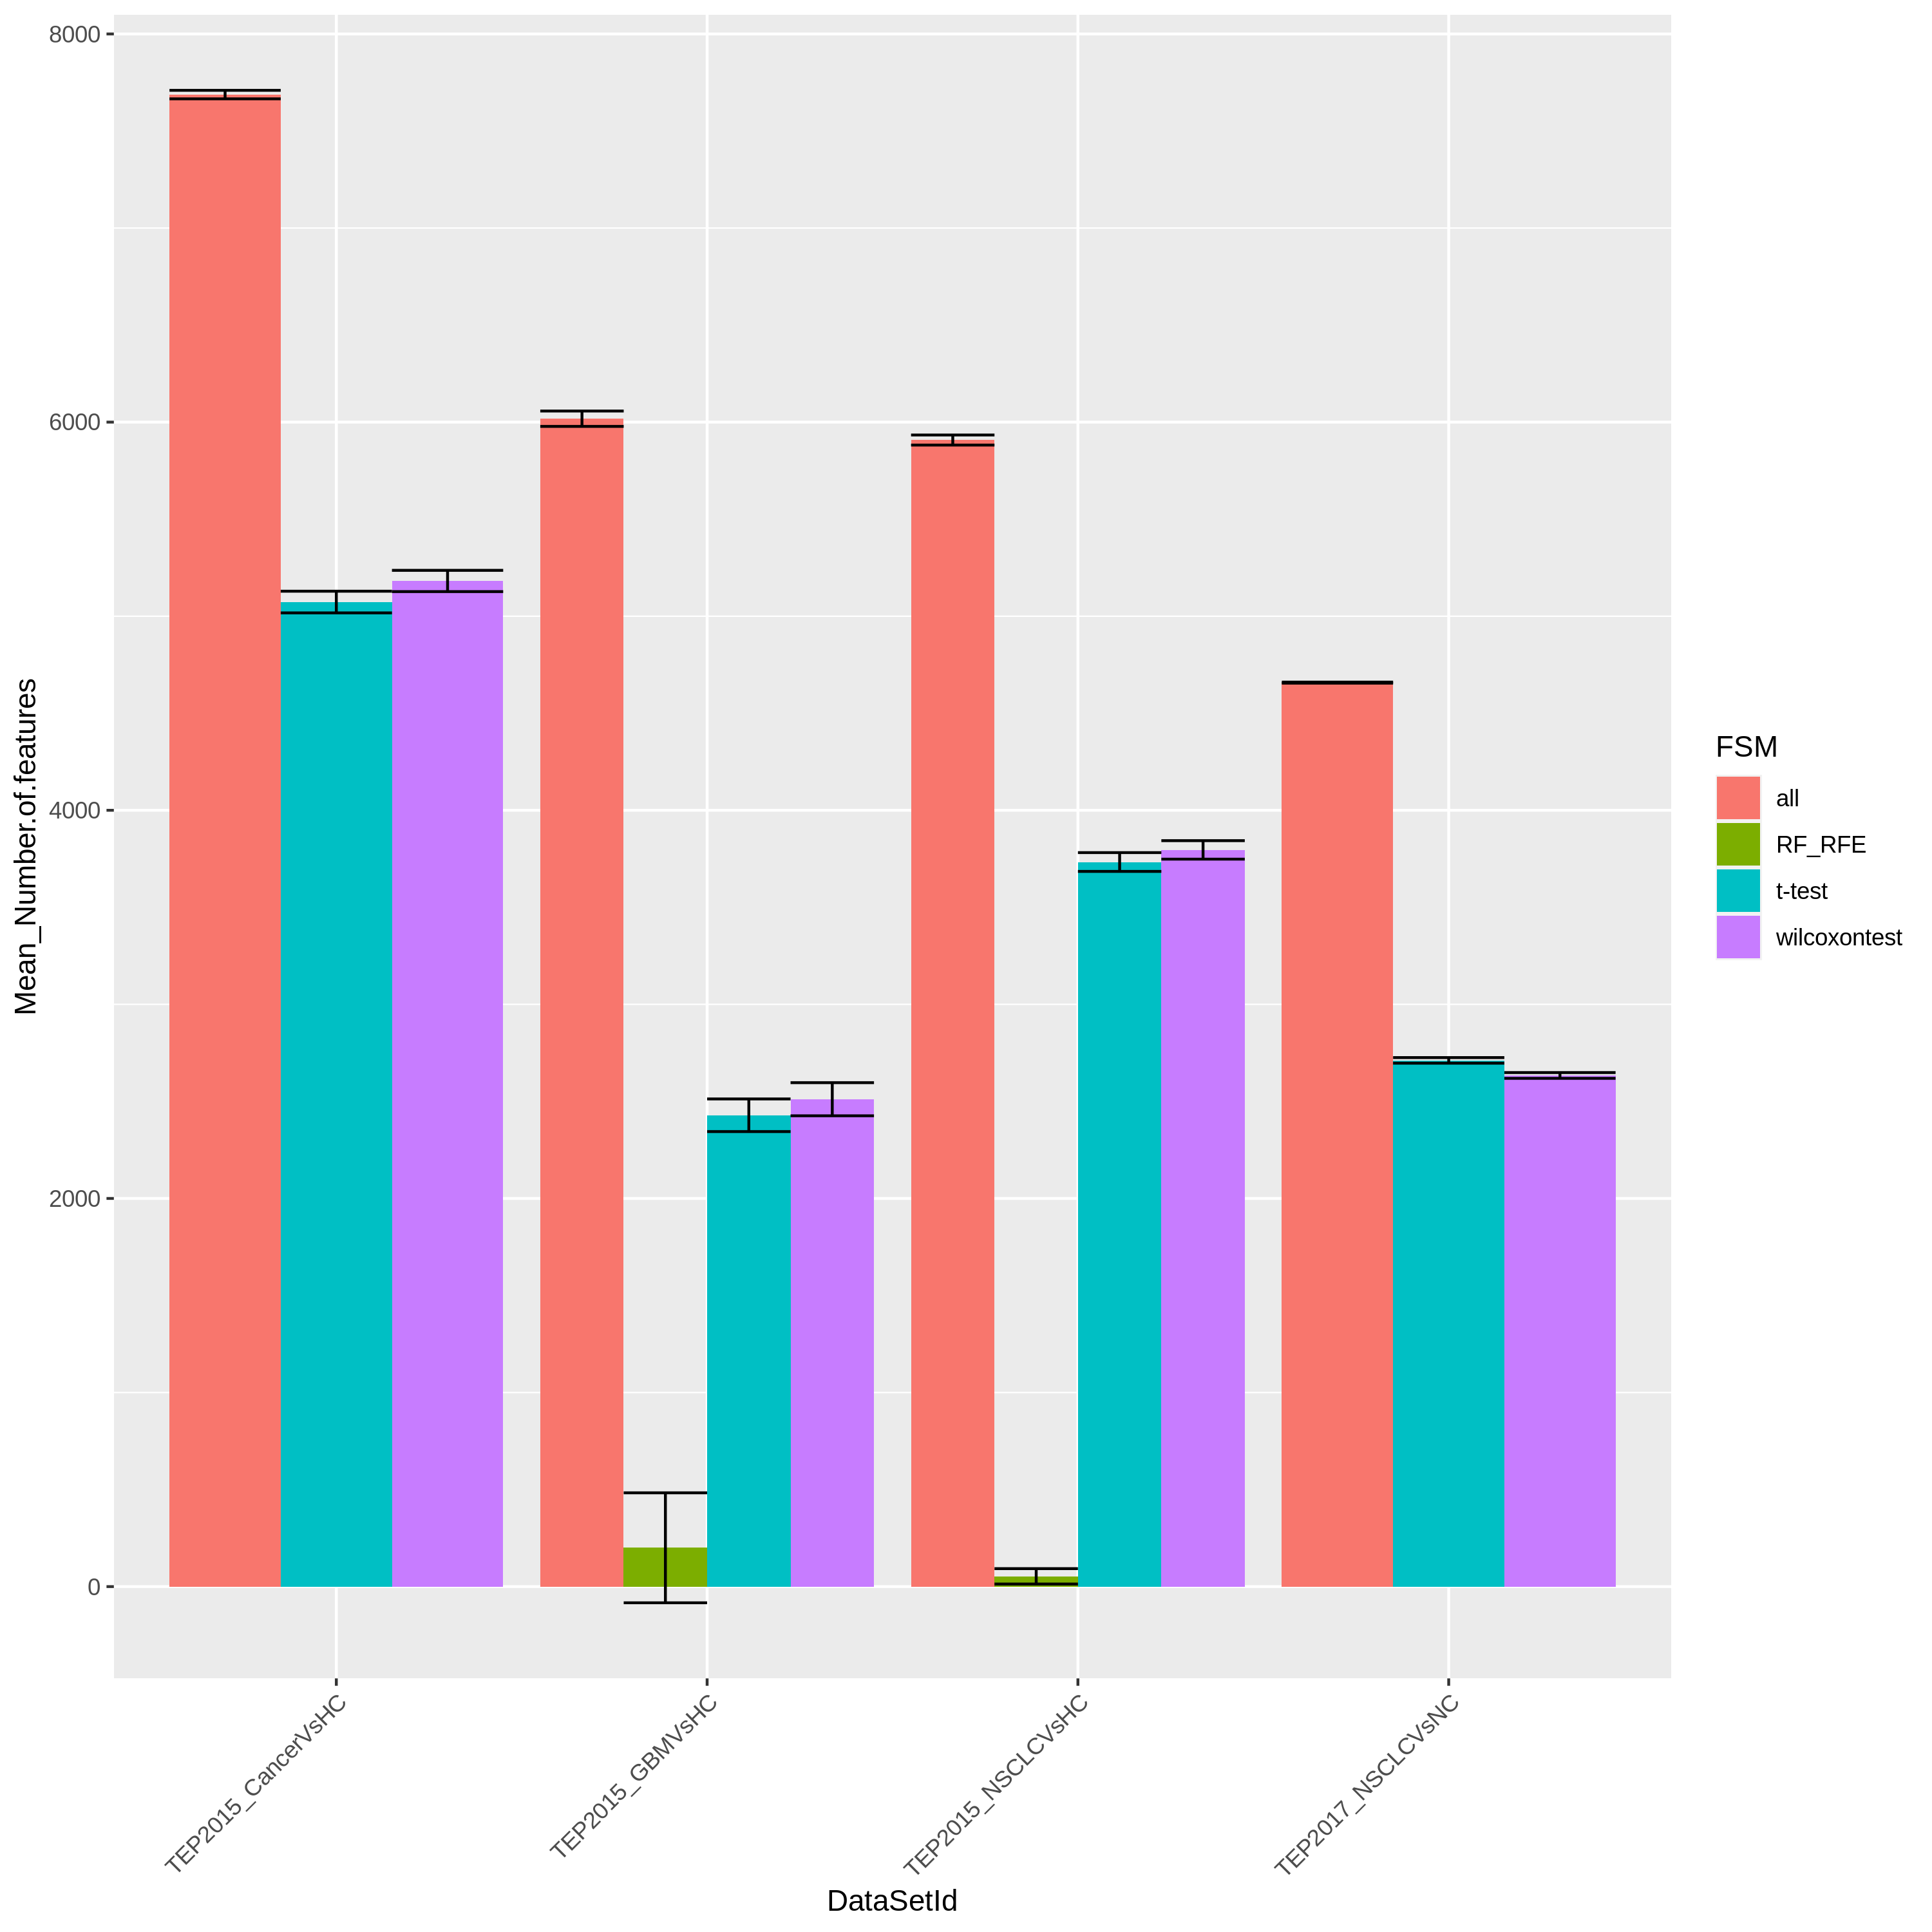 8000
6000
4000
2000
0
Mean_Number.of.features
TEP2015_CancerVsHC
TEP2015_GBMVsHC
TEP2015_NSCLCVsHC
TEP2017_NSCLCVsNC
DataSetId
FSM
all
RF_RFE
t-test
wilcoxontest